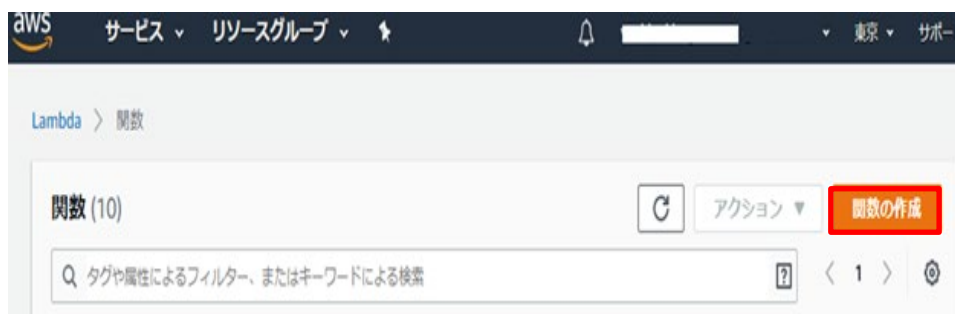 aws サービス リソースグループ 東京 サポー
Lambda > 関数
関数 (10) アクション 関数の作成
タグや属性によるフィルター、またはキーワードによる検索 ? < 1 >